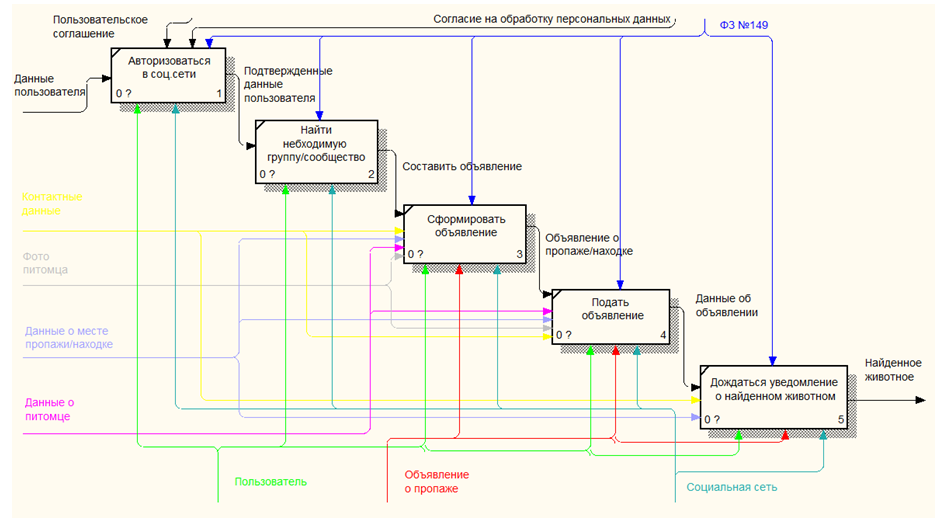 Пользовательское
соглашение
Согласие на обработку персональных данных
ФЗ №149
Данные
пользователя
Авторизоваться
в соц.сети
0 ?
1
Подтвержденные
данные
пользователя
Найти
небходимую
группу/сообщество
0 ?
2
Составить объявление
Контактные
данные
Сформировать
объявление
0 ?
3
Объявление о
пропаже/находке
Фото
питомца
Подать
объявление
0 ?
4
Данные об
объявлении
Данные о месте
пропажи/находке
Дождаться уведомление
о найденном животном
0 ?
5
Найденное
животное
Данные о
питомце
Пользователь
Объявление
о пропаже
Социальная сеть